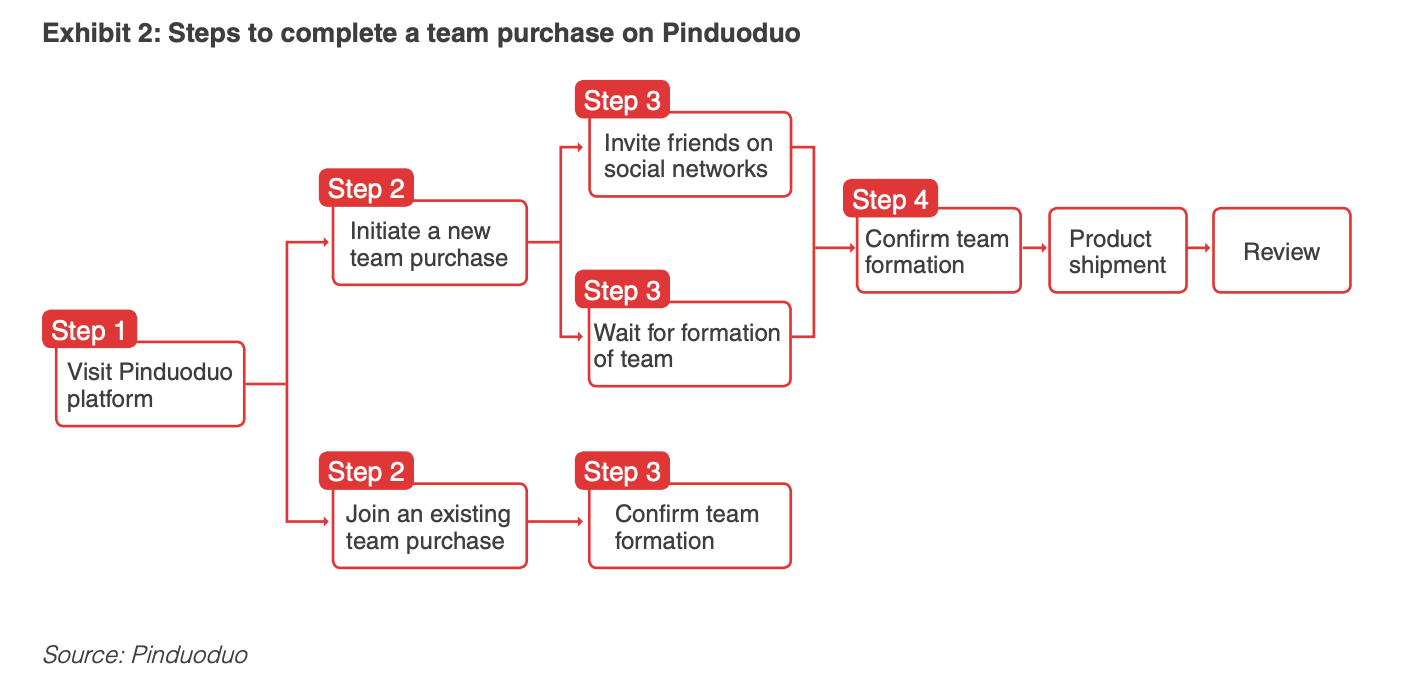 Exhibit 2: Steps to complete a team purchase on Pinduoduo
Step 1
Visit Pinduoduo
platform
Step 2
Initiate a new
team purchase
Step 3
Invite friends on
social networks
Step 3
Wait for formation
of team
Step 4
Confirm team
formation
Product
shipment
Review
Step 2
Join an existing
team purchase
Step 3
Confirm team
formation
Source: Pinduoduo